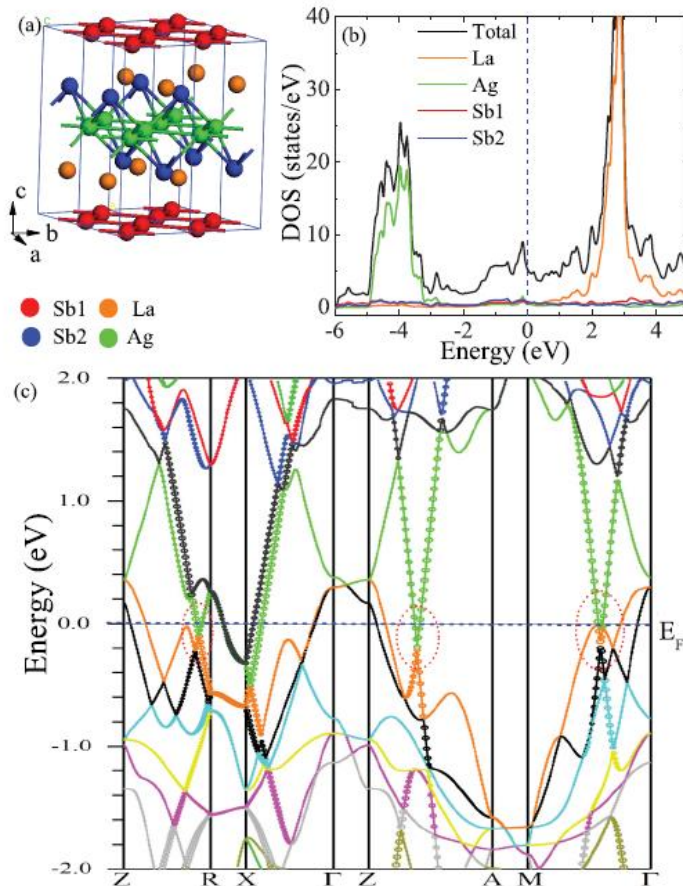 (a)
c
c
b
a
Sb1
La
Sb2
Ag
(b)
DOS (states/eV)
40
30
20
10
0
Total
La
Ag
Sb1
Sb2
-6
-4
-2
0
2
4
Energy (eV)
(c)
Energy (eV)
2.0
1.0
0.0
-1.0
-2.0
E_F
Z
R
X
Γ
Z
A
M
Γ